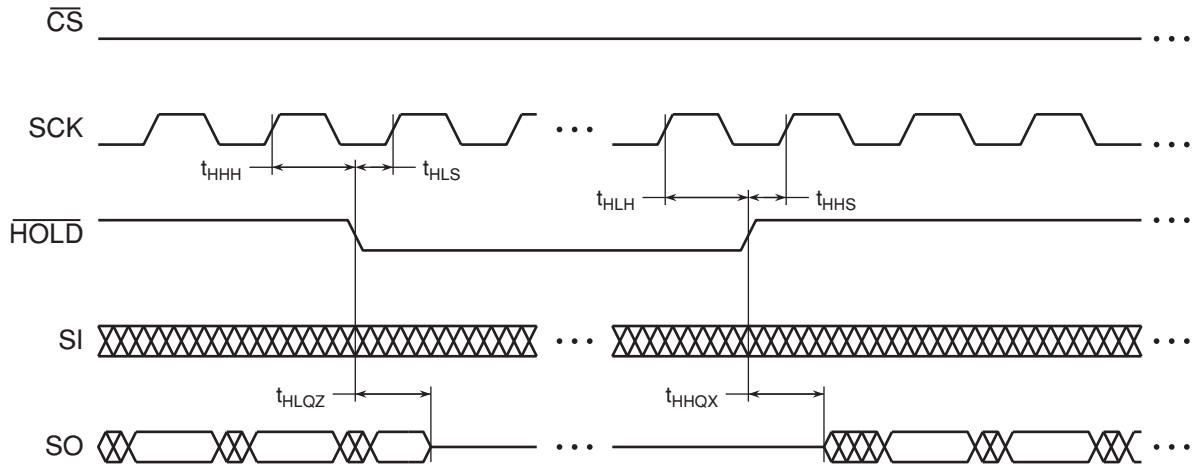 CS
SCK
tHHH
tHLS
tHLH
tHHS
HOLD
SI
tHLQZ
tHHQX
SO